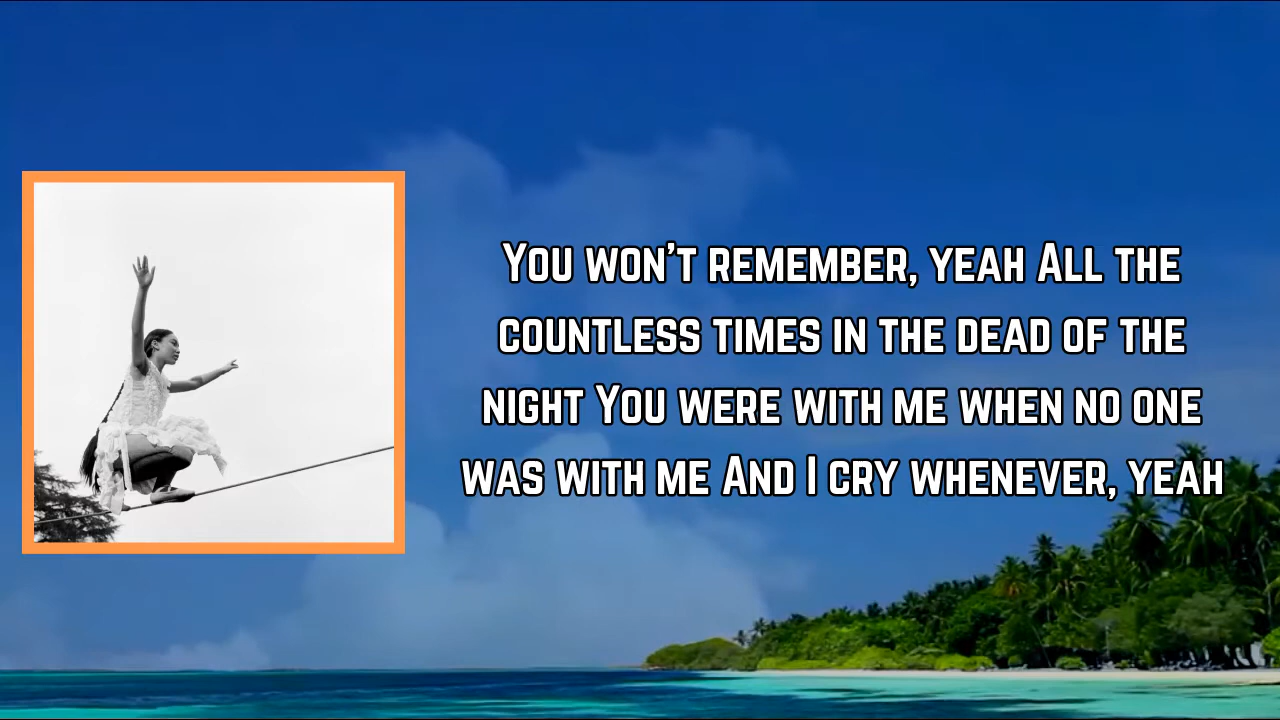 You won't remember, yeah All the
countless times in the dead of the
night You were with me when no one
was with me And I cry whenever, yeah